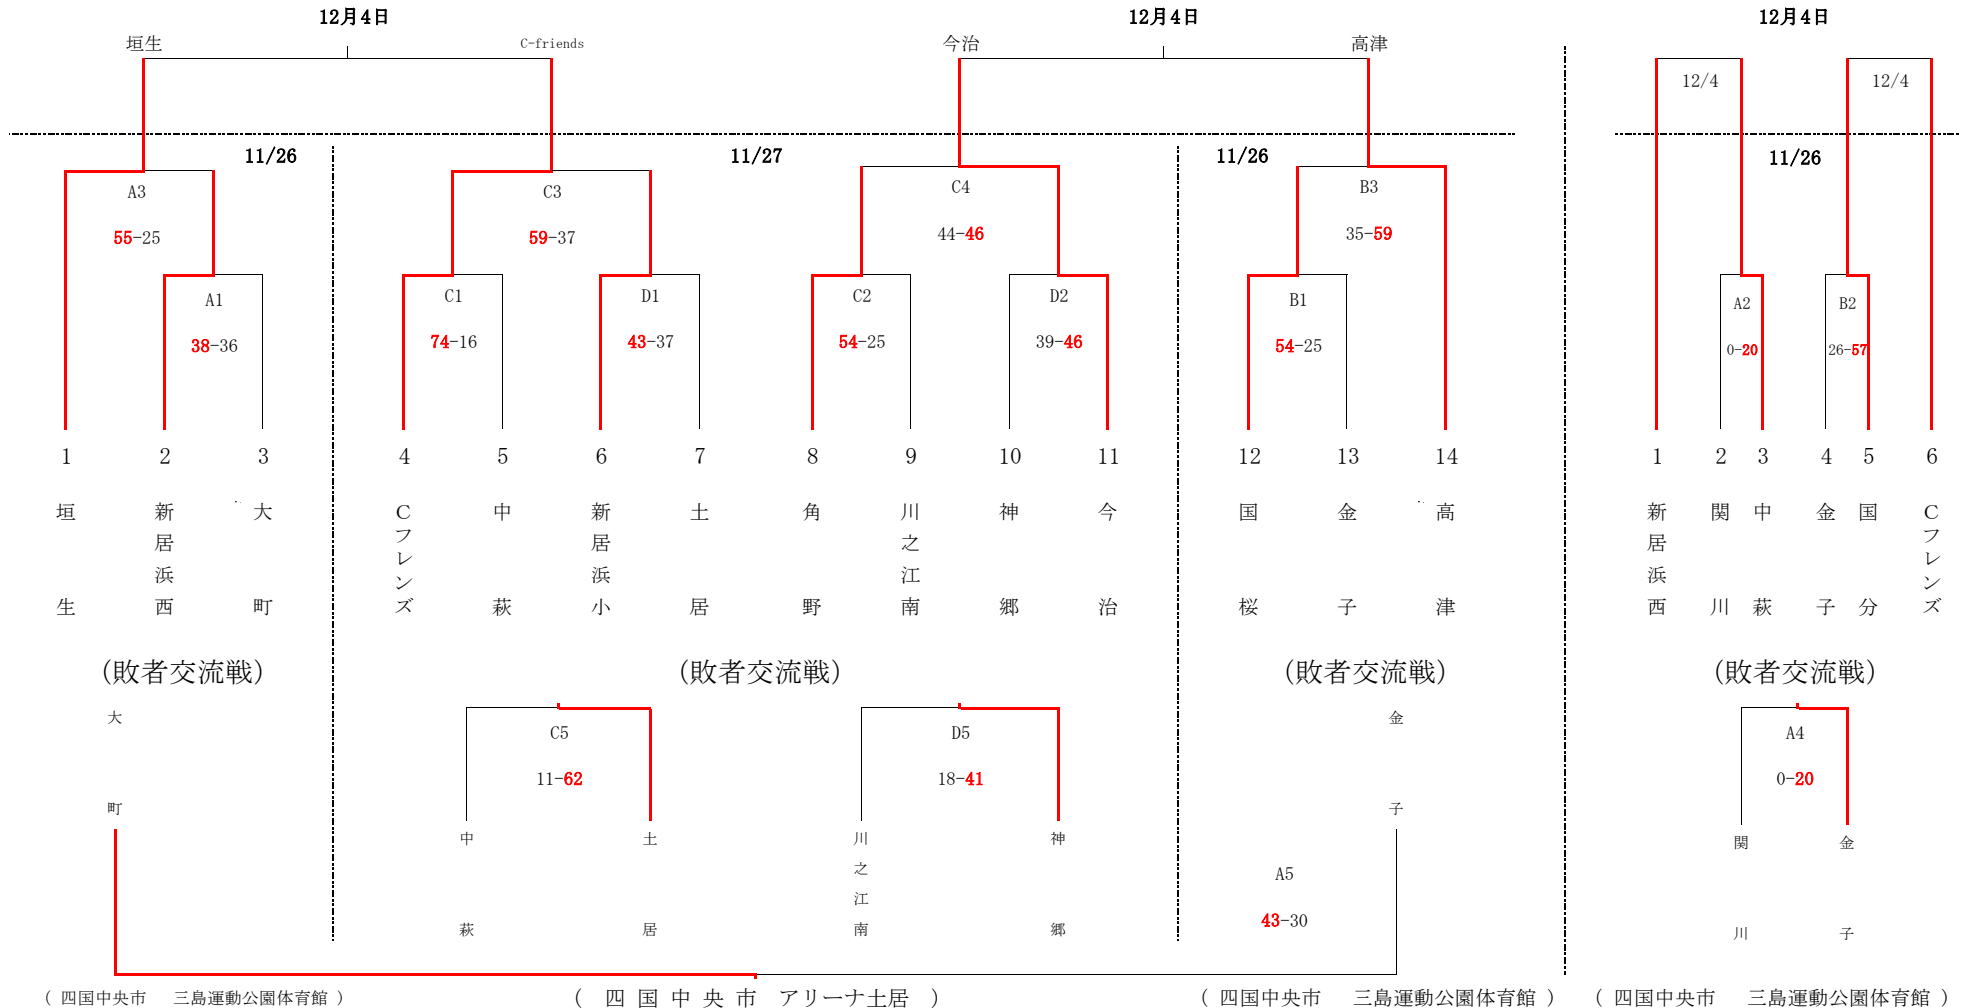 12月4日 12月4日 12月4日
垣生 C-friends 今治 高津
12/4 12/4
11/26 11/27 11/26 11/26
A3 C3 C4 B3
55-25 59-37 44-46 35-59
A1 C1 D1 C2 D2 B1 A2 B2
38-36 74-16 43-37 54-25 39-46 54-25 0-20 26-57
1 2 3 4 5 6 7 8 9 10 11 12 13 14 1 2 3 4 5 6
垣生
新居浜西
大町
Cフレンズ
中萩
新居浜小
土居
角野
川之江南
神郷
今治
国桜
金子
高津
新居浜西
関川
中萩
金子
国分
Cフレンズ
(敗者交流戦) (敗者交流戦) (敗者交流戦) (敗者交流戦)
大町
C5
11-62
中萩
土居
D5
18-41
川之江南
神郷
金子
A5
43-30
A4
0-20
関川
金子
( 四国中央市 三島運動公園体育館 ) ( 四国中央市 アリーナ土居 ) ( 四国中央市 三島運動公園体育館 ) ( 四国中央市 三島運動公園体育館 )